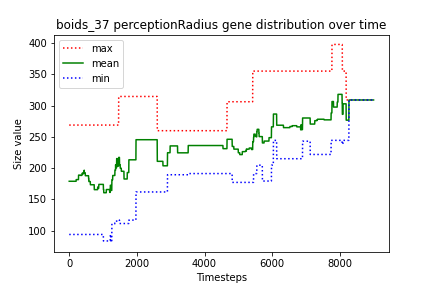 boids_37 perceptionRadius gene distribution over time
max
mean
min
Size value
400
350
300
250
200
150
100
0
2000
4000
6000
8000
Timesteps